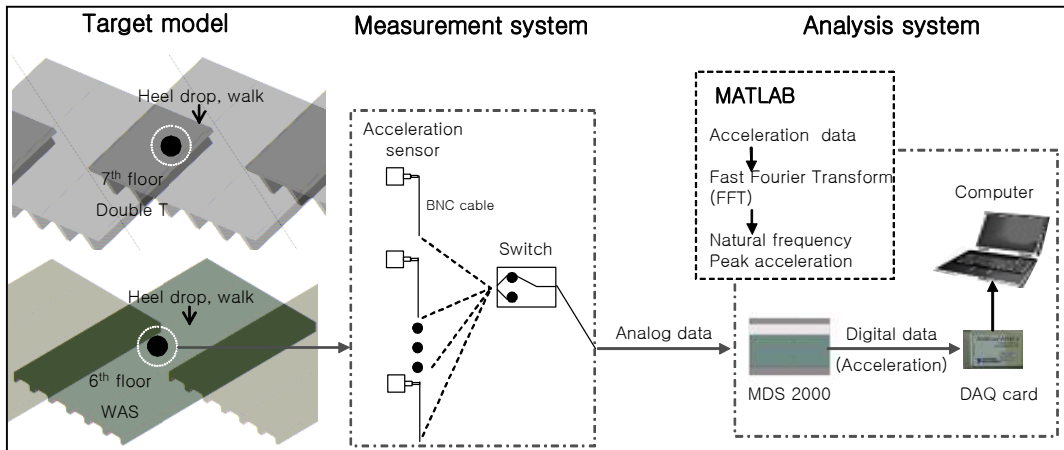 Target model
Measurement system
Analysis system
Heel drop, walk
7th floor
Double T
Heel drop, walk
6th floor
WAS
Acceleration
sensor
BNC cable
Switch
Analog data
MATLAB
Acceleration data
Fast Fourier Transform
(FFT)
Natural frequency
Peak acceleration
Computer
MDS 2000
Digital data
(Acceleration)
DAQ card